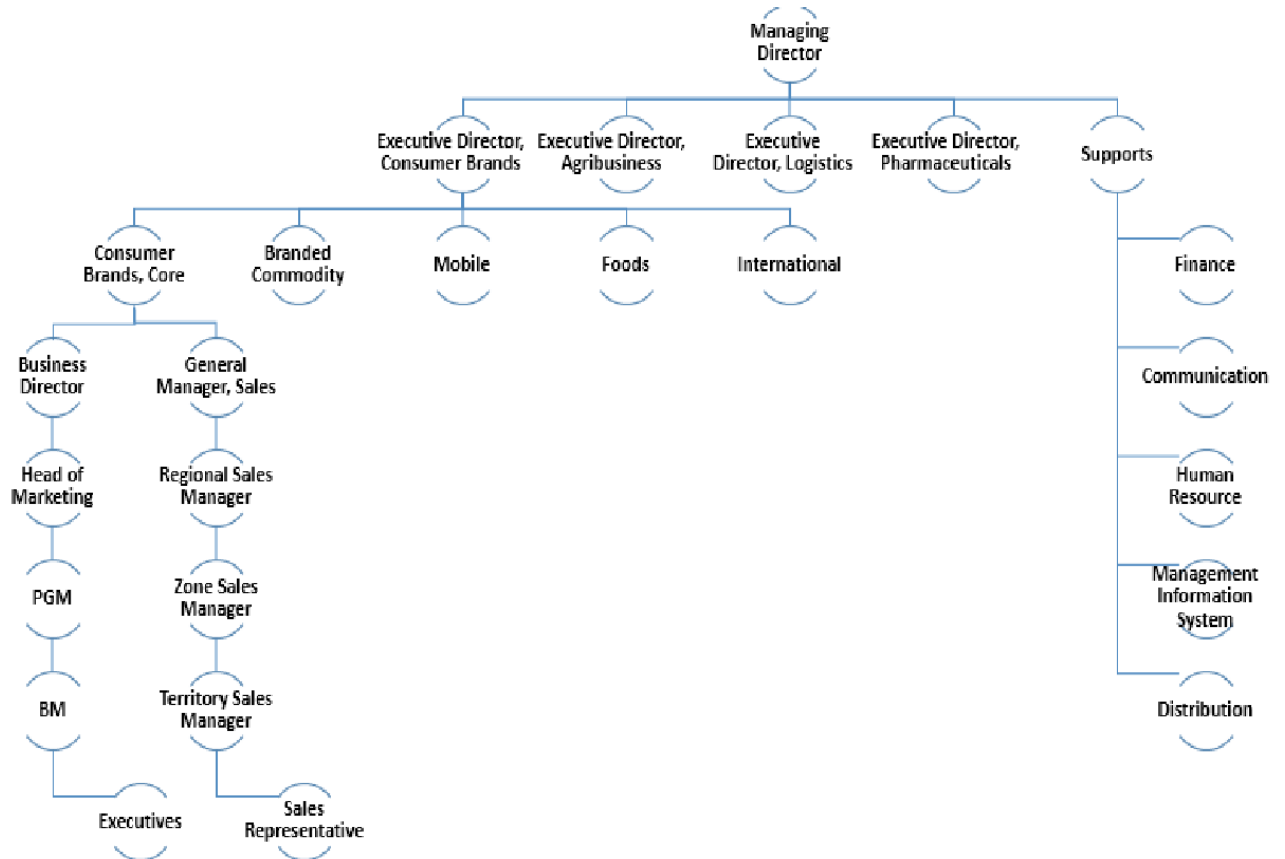 Managing
Director
Executive Director,
Consumer Brands
Executive Director,
Agribusiness
Executive
Director, Logistics
Executive Director,
Pharmaceuticals
Supports
Consumer
Brands, Core
Branded
Commodity
Mobile
Foods
International
Finance
Business
Director
General
Manager, Sales
Communication
Head of
Marketing
Regional Sales
Manager
Human
Resource
PGM
Zone Sales
Manager
Management
Information
System
BM
Territory Sales
Manager
Distribution
Executives
Sales
Representative